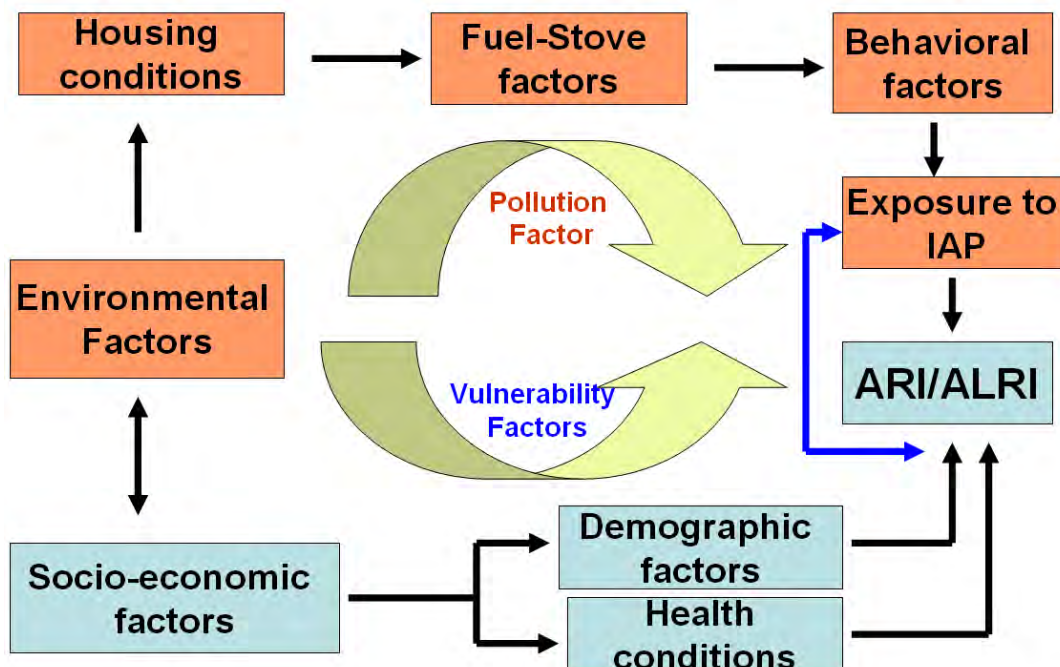 Housing
conditions
Fuel-Stove
factors
Behavioral
factors
Pollution
Factor
Exposure to
IAP
Environmental
Factors
Vulnerability
Factors
ARI/ALRI
Socio-economic
factors
Demographic
factors
Health
conditions